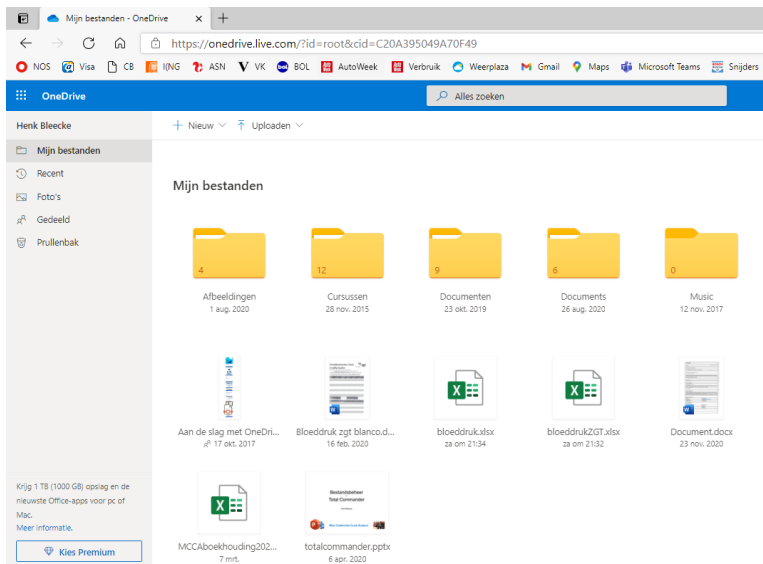 Mijn bestanden - OneDrive
https://onedrive.live.com/?id=root&cid=C20A395049A70F49
NOS Visa CB I(NG ASN VK BOL AutoWeek Verbruik Weerplaza Gmail Maps Microsoft Teams Snijders
OneDrive Alles zoeken
Henk Bleecke
Nieuw Uploaden
Mijn bestanden
Recent
Foto's
Gedeeld
Prullenbak
Mijn bestanden
4 12 9 6 0
Afbeeldingen Cursussen Documenten Documents Music
1 aug. 2020 28 nov. 2015 23 okt. 2019 26 aug. 2020 12 nov. 2017
Aan de slag met OneDri... Bloeddruk zgt blanco.d... bloeddruk.xlsx bloeddrukZGT.xlsx Document.docx
17 okt. 2017 16 feb. 2020 za om 21:34 za om 21:32 23 nov. 2020
Bestandsbeheer
Total Commander
MCCAboekhouding202... totalcommander.pptx
7 mrt. 6 apr. 2020
Krijg 1 TB (1000 GB) opslag en de
nieuwste Office-apps voor pc of
Mac.
Meer informatie.
Kies Premium